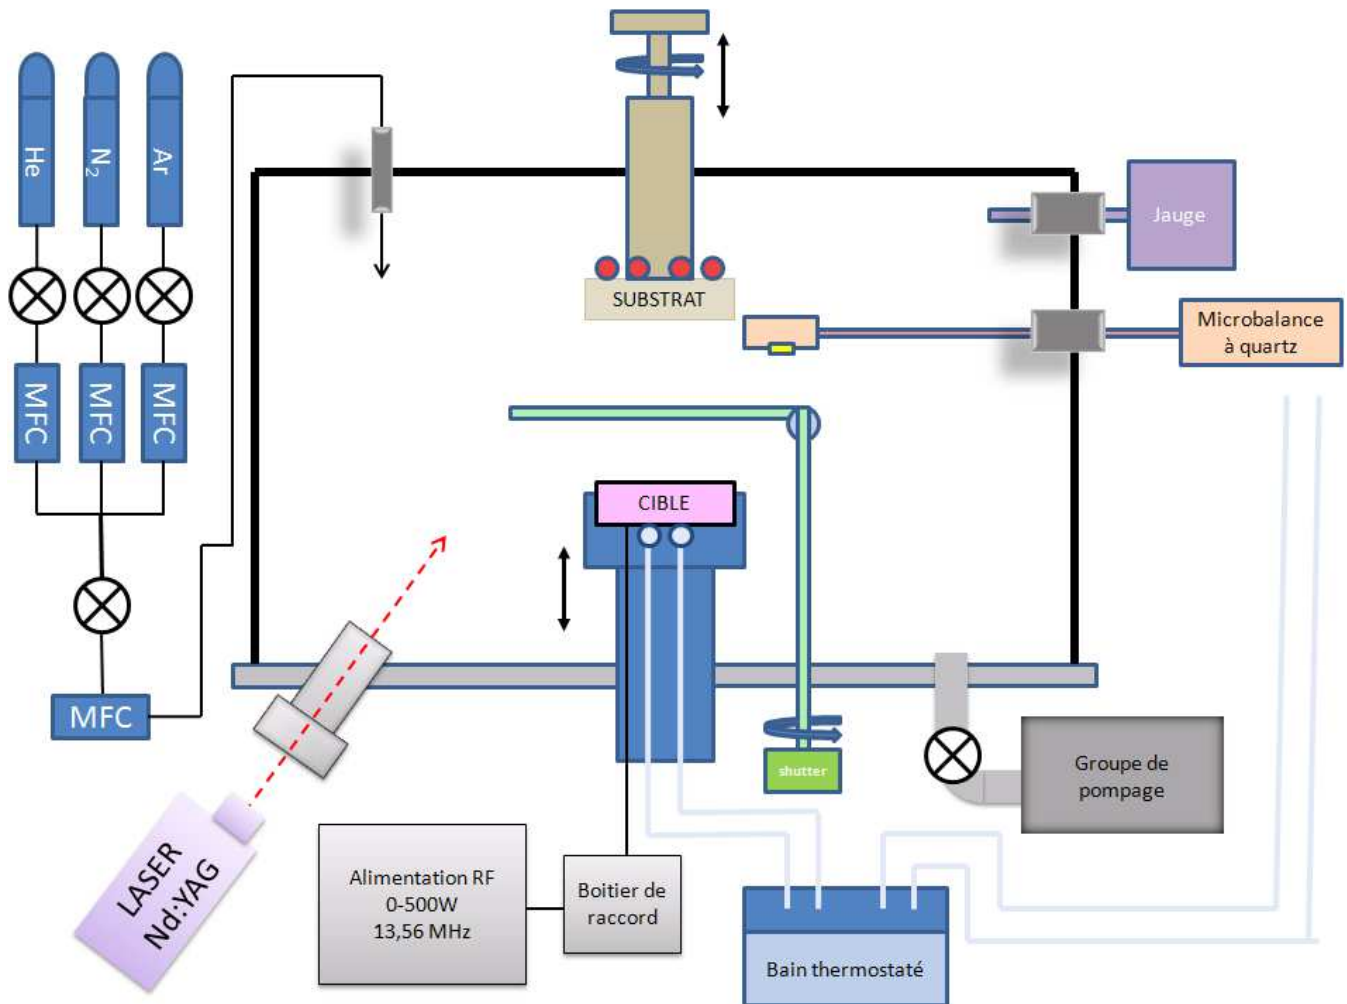 He
N₂
Ar
MFC
MFC
MFC
MFC
SUBSTRAT
Jauge
Microbalance
à quartz
CIBLE
shutter
Groupe de
pompage
LASER
Nd:YAG
Alimentation RF
0-500W
13,56 MHz
Boitier de
raccord
Bain thermostaté